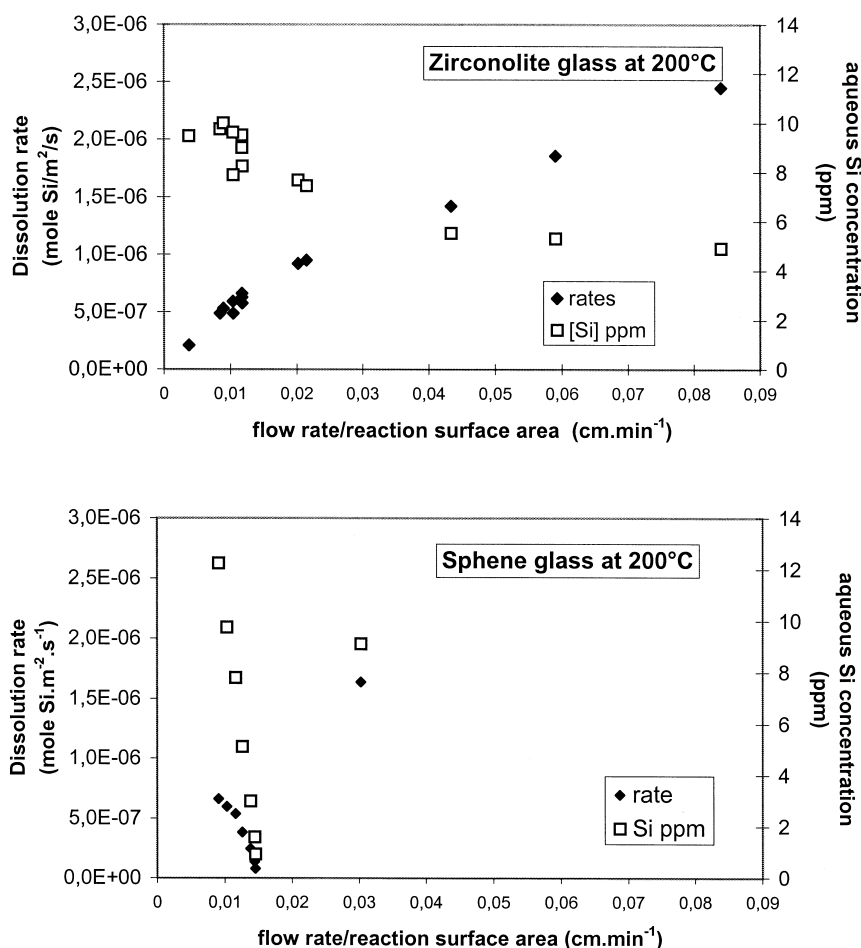 Zirconolite glass at 200°C
Dissolution rate
(mole Si/m²/s)
3,0E-06
2,5E-06
2,0E-06
1,5E-06
1,0E-06
5,0E-07
0,0E+00
14
12
10
8
6
4
2
0
aqueous Si concentration
(ppm)
rates
[Si] ppm
0 0,01 0,02 0,03 0,04 0,05 0,06 0,07 0,08 0,09
flow rate/reaction surface area (cm.min⁻¹)
Sphene glass at 200°C
Dissolution rate
(mole Si.m⁻².s⁻¹)
3,0E-06
2,5E-06
2,0E-06
1,5E-06
1,0E-06
5,0E-07
0,0E+00
14
12
10
8
6
4
2
0
aqueous Si concentration
(ppm)
rate
Si ppm
0 0,01 0,02 0,03 0,04 0,05 0,06 0,07 0,08 0,09
flow rate/reaction surface area (cm.min⁻¹)